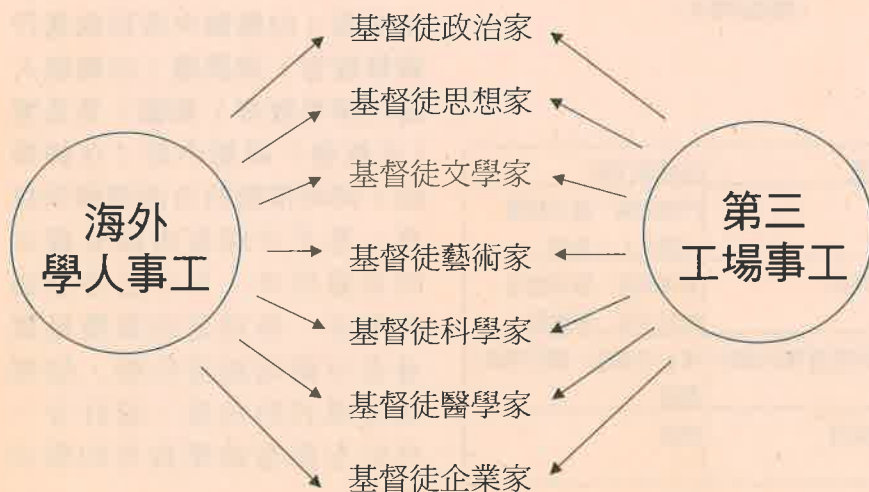 基督徒政治家
基督徒思想家
基督徒文學家
基督徒藝術家
基督徒科學家
基督徒醫學家
基督徒企業家
海外
學人事工
第三
工場事工